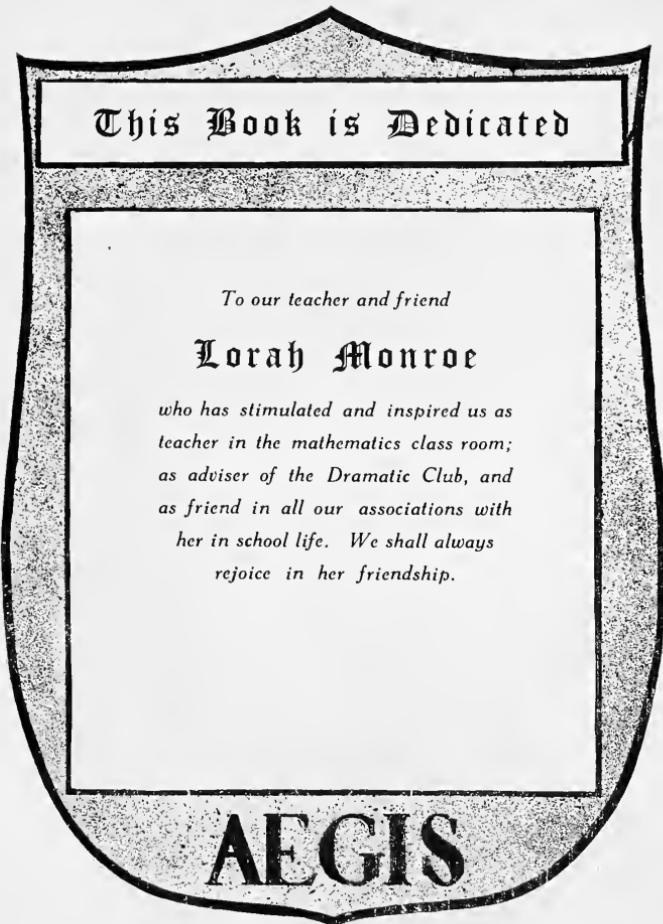 This Book is Dedicated
To our teacher and friend
Lorah Monroe
who has stimulated and inspired us as
teacher in the mathematics class room;
as adviser of the Dramatic Club, and
as friend in all our associations with
her in school life. We shall always
rejoice in her friendship.
AEGIS